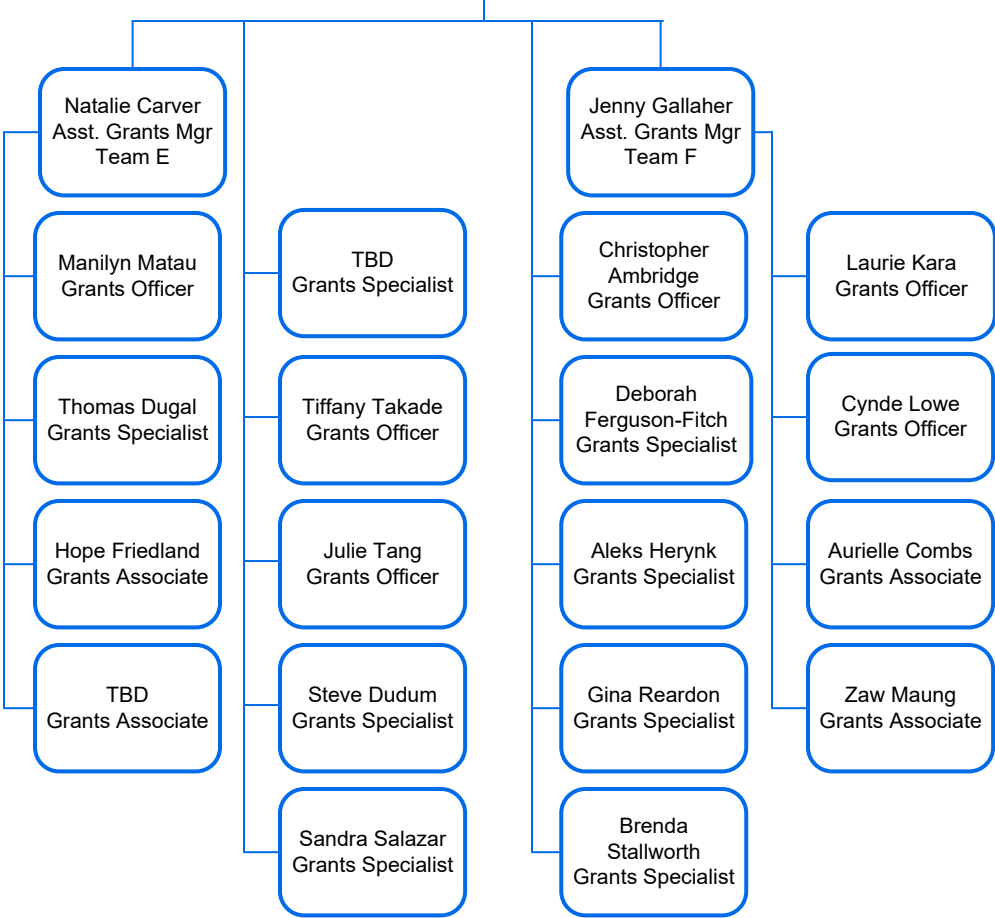 Natalie Carver
Asst. Grants Mgr
Team E
Manilyn Matau
Grants Officer
Thomas Dugal
Grants Specialist
Hope Friedland
Grants Associate
TBD
Grants Associate
TBD
Grants Specialist
Tiffany Takade
Grants Officer
Julie Tang
Grants Officer
Steve Dudum
Grants Specialist
Sandra Salazar
Grants Specialist
Jenny Gallaher
Asst. Grants Mgr
Team F
Christopher
Ambridge
Grants Officer
Deborah
Ferguson-Fitch
Grants Specialist
Aleks Herynk
Grants Specialist
Gina Reardon
Grants Specialist
Brenda
Stallworth
Grants Specialist
Laurie Kara
Grants Officer
Cynde Lowe
Grants Officer
Aurielle Combs
Grants Associate
Zaw Maung
Grants Associate